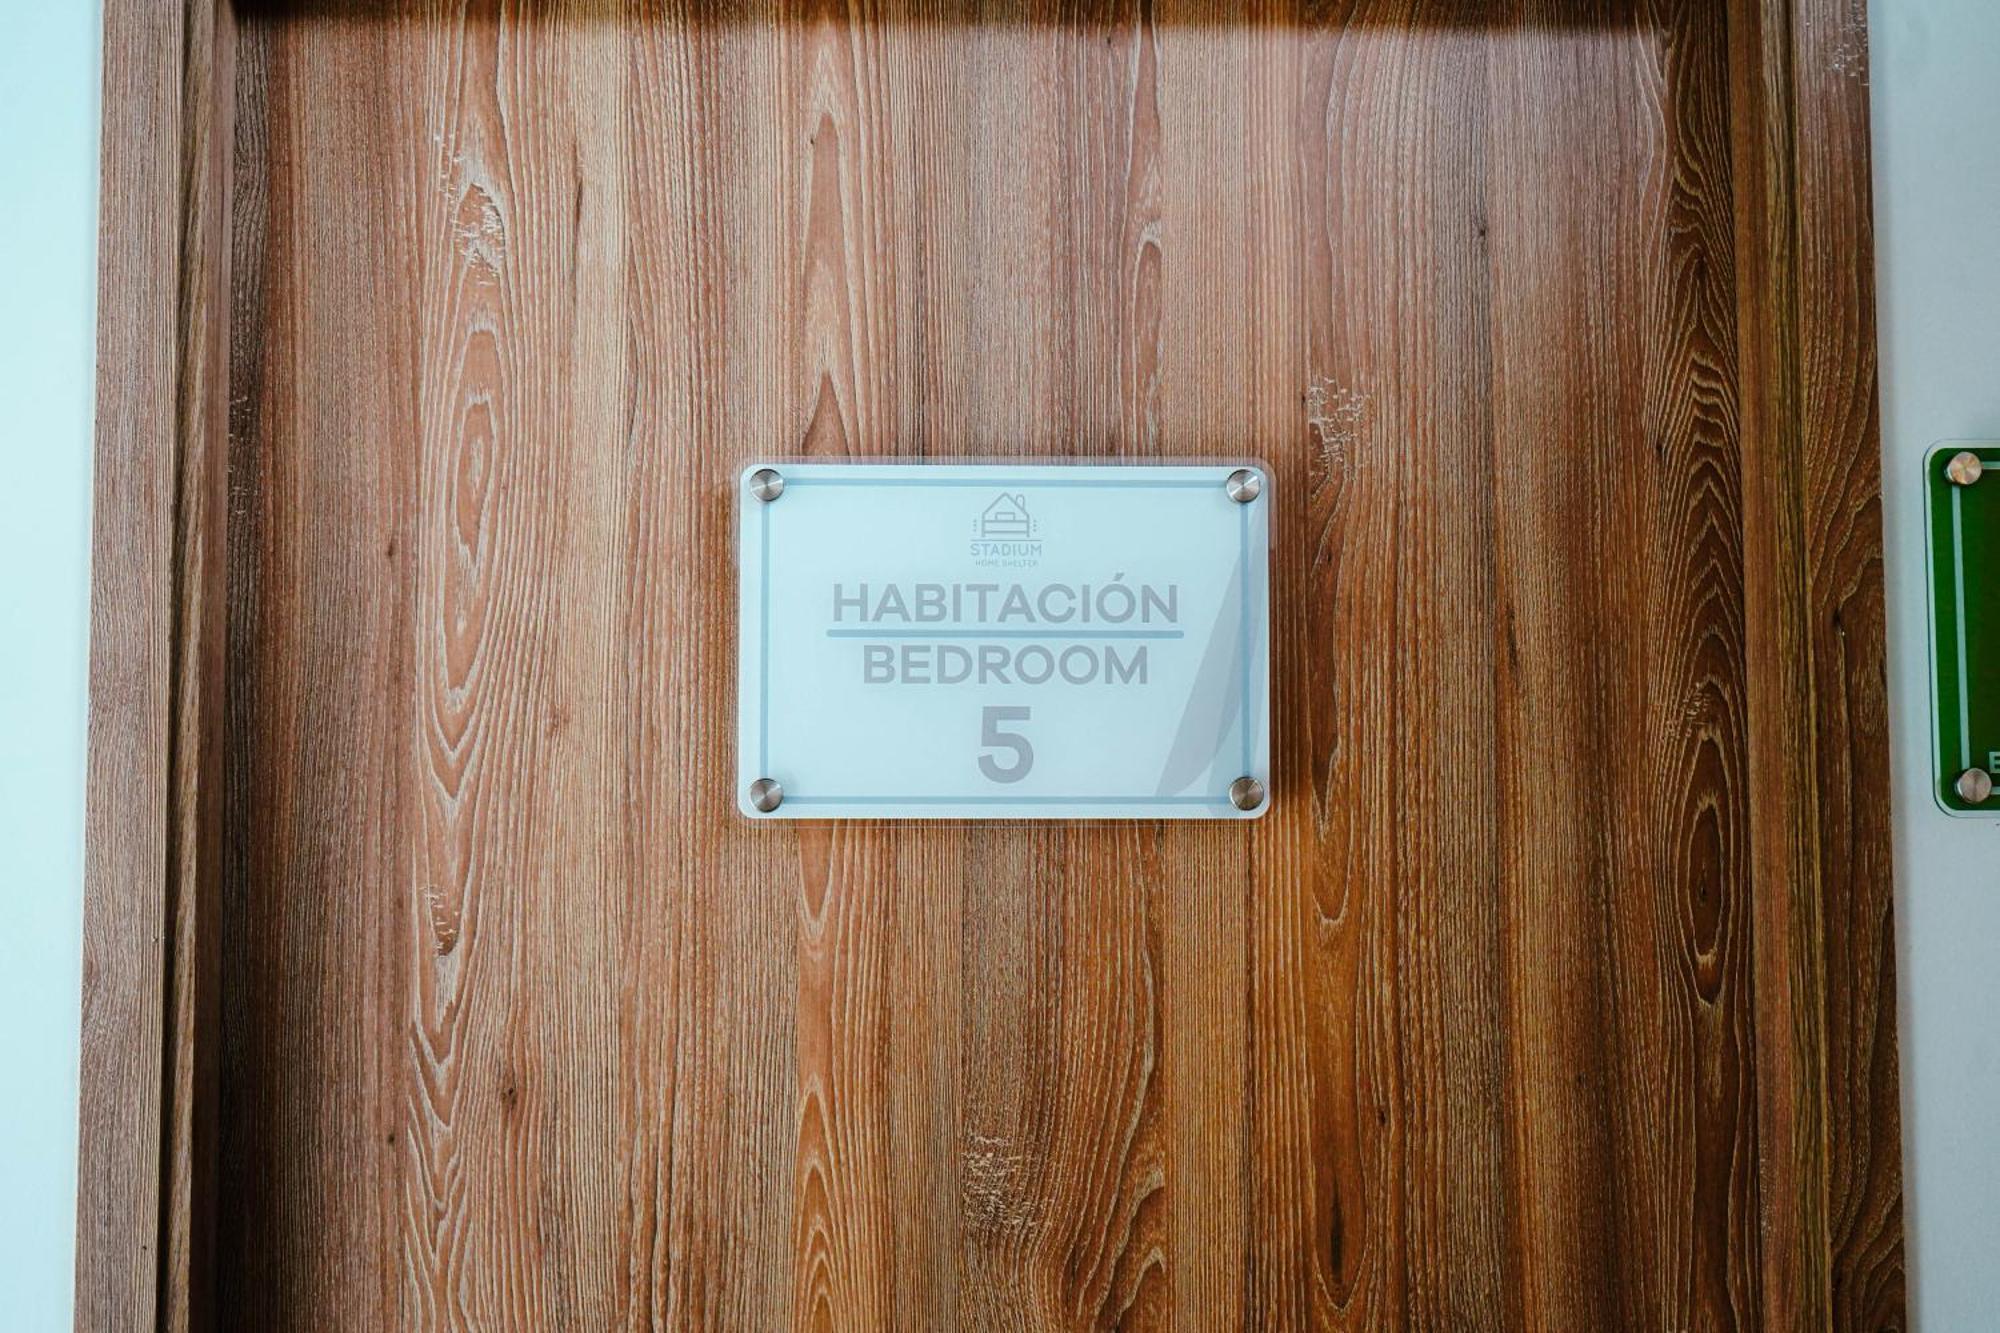 STADIUM
HOME SHELTER
HABITACIÓN
BEDROOM
5